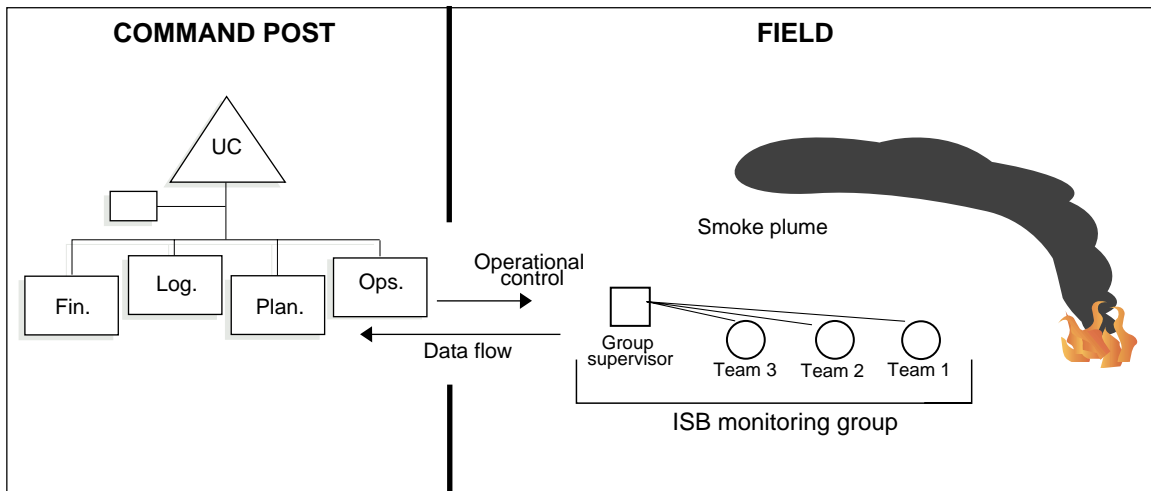 COMMAND POST
FIELD
UC
Fin.
Log.
Plan.
Ops.
Operational
control
Data flow
Smoke plume
Group
supervisor
Team 3
Team 2
Team 1
ISB monitoring group